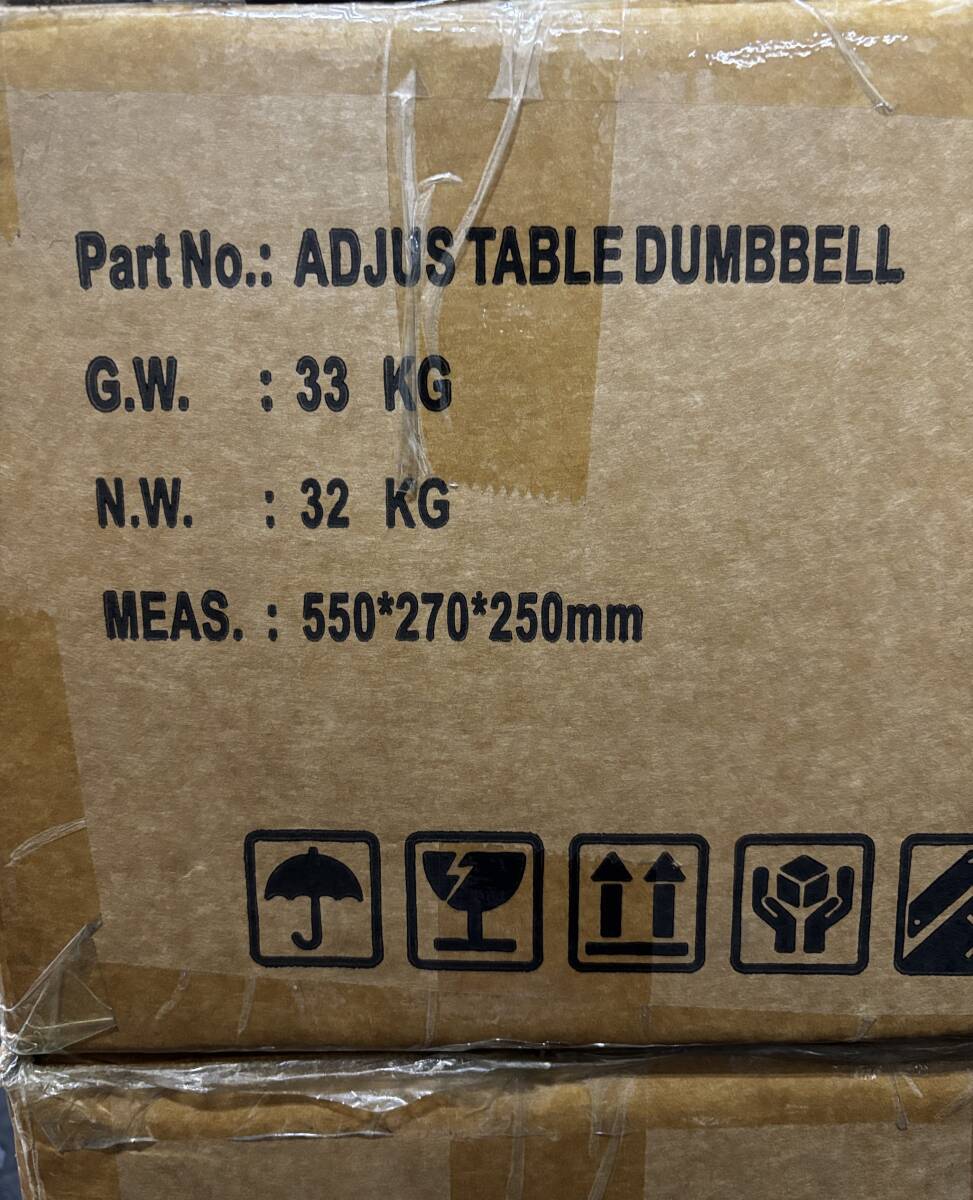 Part No.: ADJUSTABLE DUMBBELL
G.W. : 33 KG
N.W. : 32 KG
MEAS. : 550*270*250mm